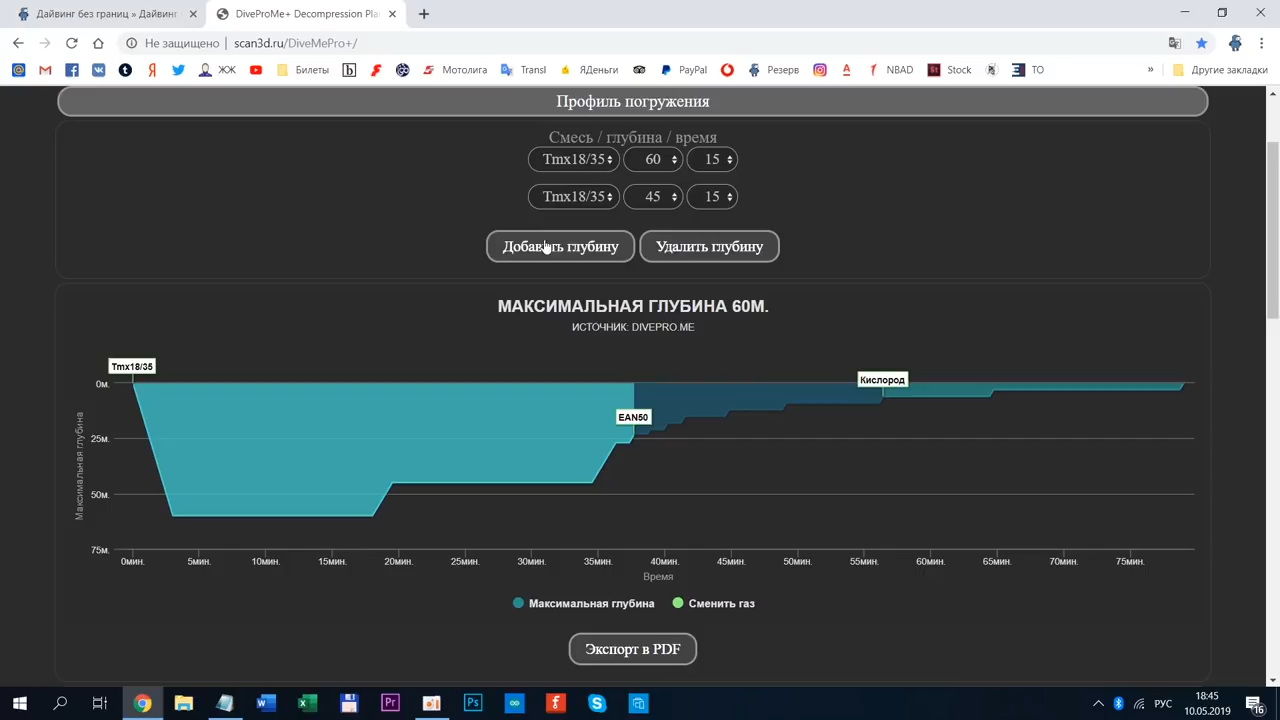 Дайвинг без границ » Дайвинг
DiveProMe+ Decompression Pla
Не защищено
scan3d.ru/DiveMePro+/
ЖЖ
Билеты
Мотолига
Transl
ЯДеньги
PayPal
Резерв
NBAD
Stock
ТО
»
Другие закладки
Профиль погружения
Смесь / глубина / время
Tmx18/35 60 15
Tmx18/35 45 15
Добавить глубину Удалить глубину
МАКСИМАЛЬНАЯ ГЛУБИНА 60М.
ИСТОЧНИК: DIVEPRO.ME
Tmx18/35
Кислород
EAN50
Максимальная глубина
0м.
25м.
50м.
75м.
0мин. 5мин. 10мин. 15мин. 20мин. 25мин. 30мин. 35мин. 40мин. 45мин. 50мин. 55мин. 60мин. 65мин. 70мин. 75мин.
Время
Максимальная глубина Сменить газ
Экспорт в PDF
РУС
18:45
10.05.2019
16